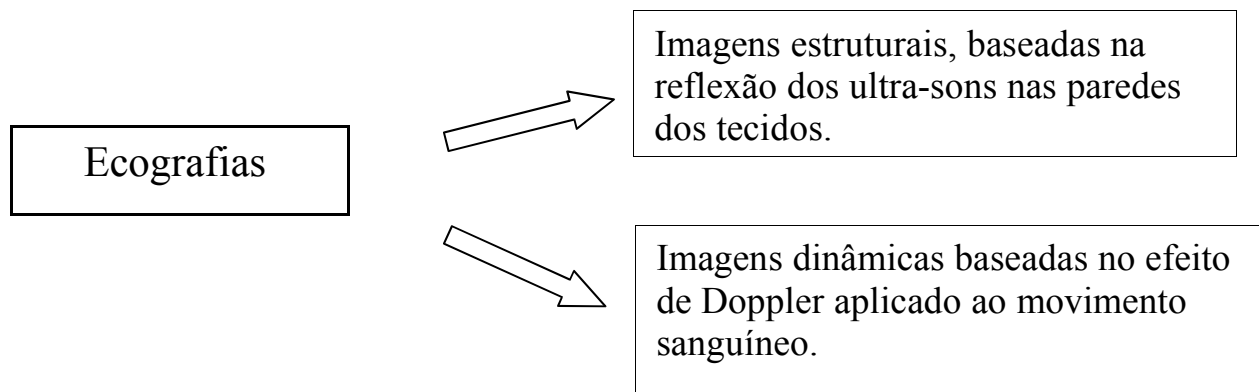 Ecografias
Imagens estruturais, baseadas na
reflexão dos ultra-sons nas paredes
dos tecidos.
Imagens dinâmicas baseadas no efeito
de Doppler aplicado ao movimento
sanguíneo.